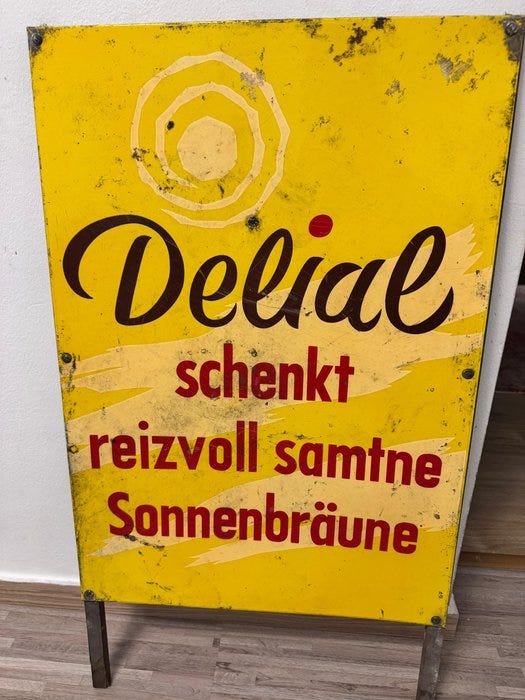 Delial
schenkt
reizvoll samtne
Sonnenbräune